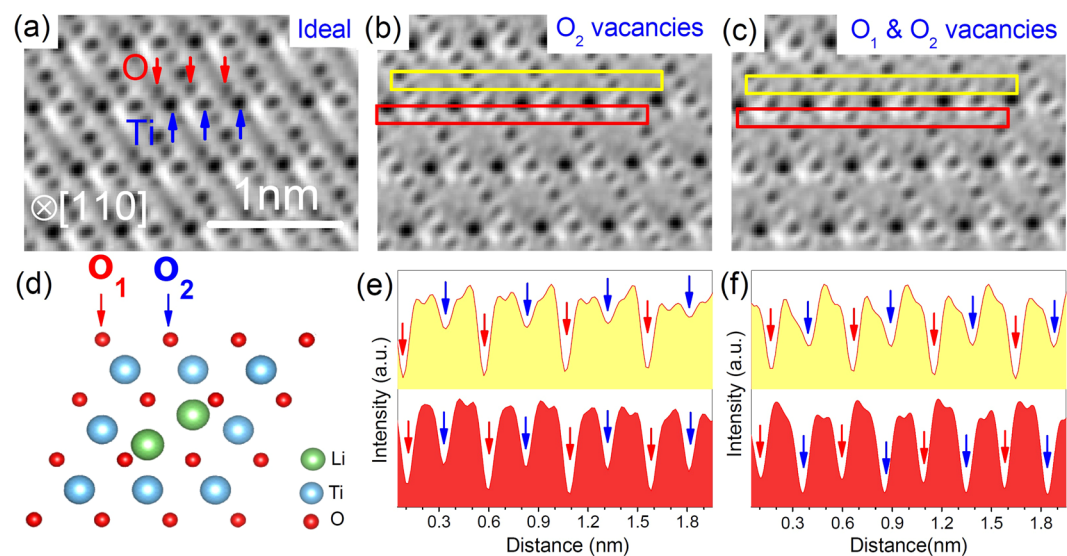 (a)
Ideal
O
Ti
⊗[110]
1nm
(b)
O₂ vacancies
(c)
O₁ & O₂ vacancies
(d)
O₁
O₂
Li
Ti
O
(e)
Intensity (a.u.)
0.3 0.6 0.9 1.2 1.5 1.8
Distance (nm)
(f)
Intensity (a.u.)
0.3 0.6 0.9 1.2 1.5 1.8
Distance(nm)